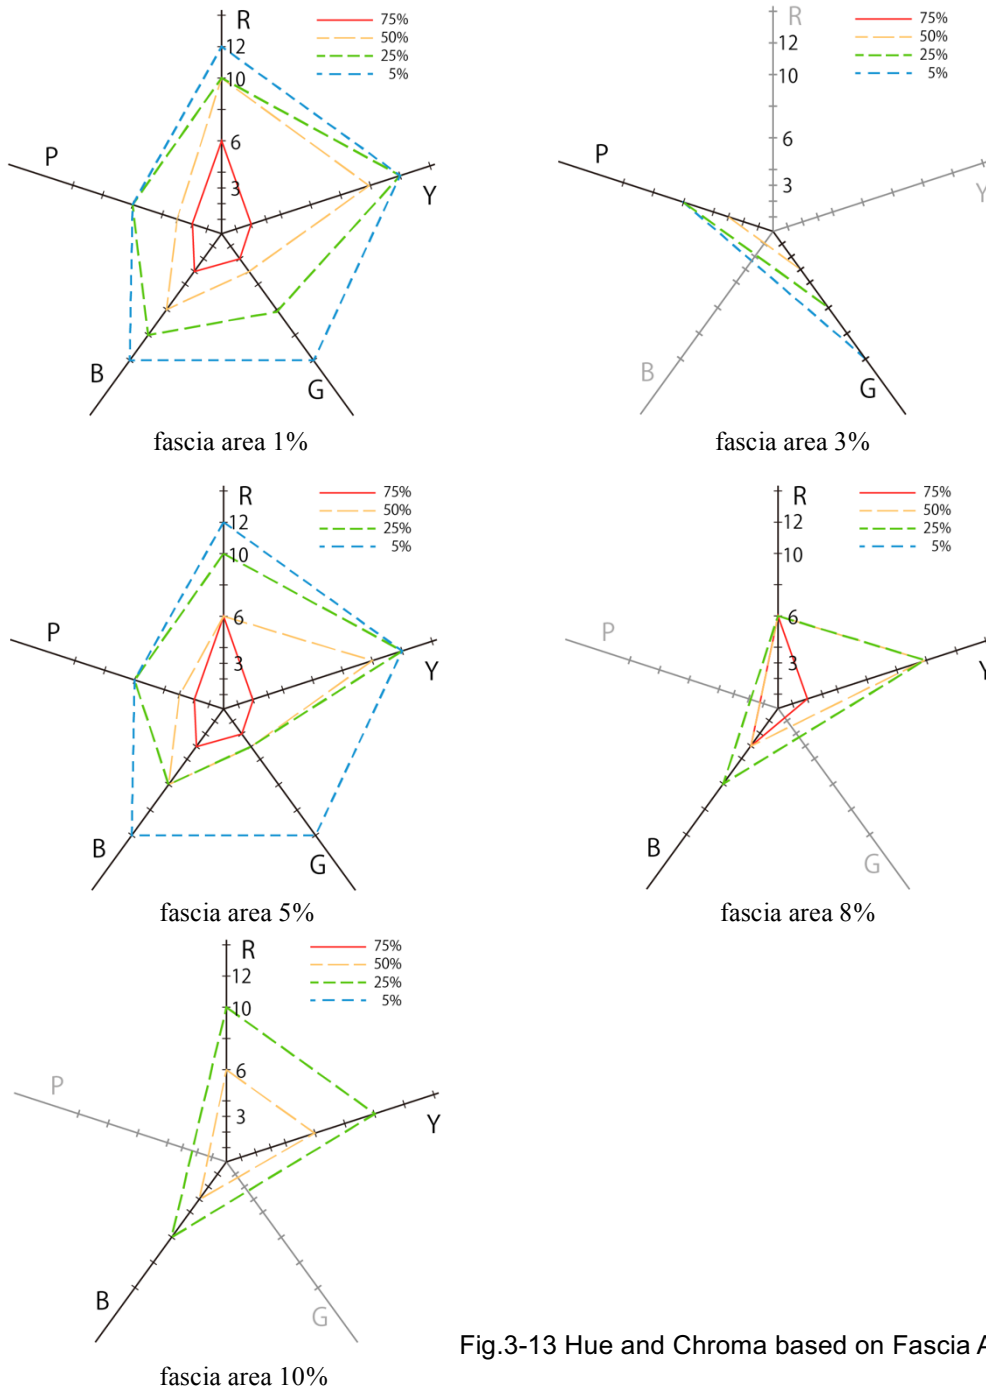 R
12
10
6
3
P
Y
B
G
75%
50%
25%
5%
fascia area 1%
R
12
10
6
3
P
Y
B
G
75%
50%
25%
5%
fascia area 3%
R
12
10
6
3
P
Y
B
G
75%
50%
25%
5%
fascia area 5%
R
12
10
6
3
P
Y
B
G
75%
50%
25%
5%
fascia area 8%
R
12
10
6
3
P
Y
B
G
75%
50%
25%
5%
fascia area 10%
Fig.3-13 Hue and Chroma based on Fascia A